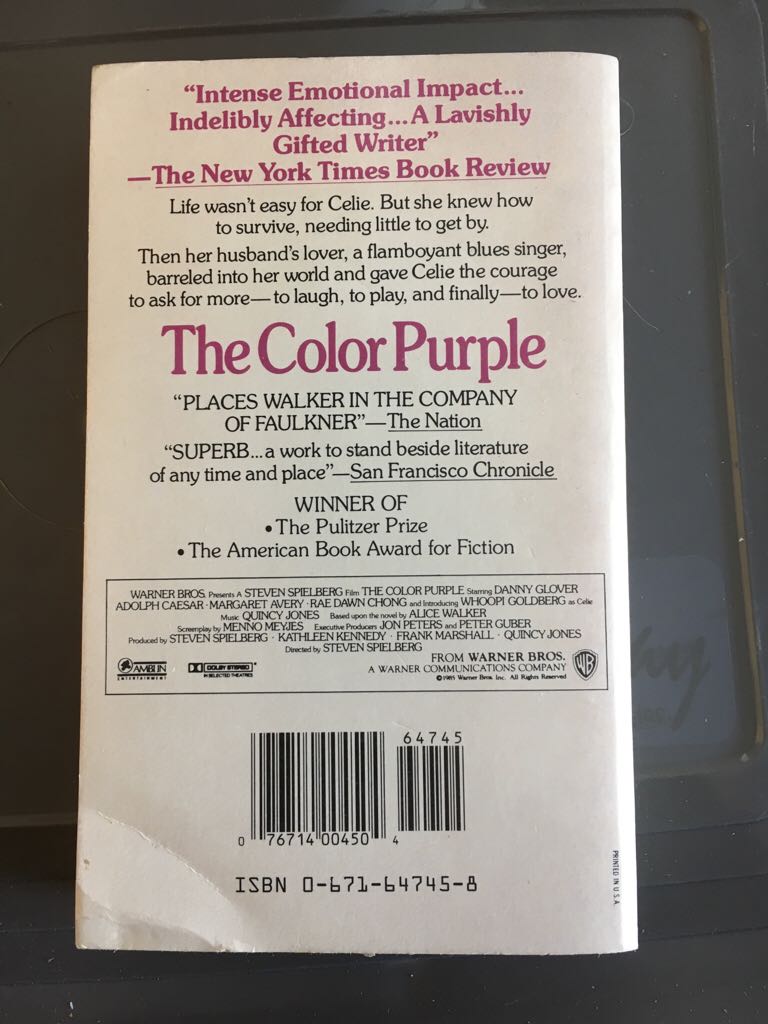 “Intense Emotional Impact...
Indelibly Affecting...A Lavishly
Gifted Writer”
—The New York Times Book Review
Life wasn't easy for Celie. But she knew how
to survive, needing little to get by.
Then her husband's lover, a flamboyant blues singer,
barreled into her world and gave Celie the courage
to ask for more—to laugh, to play, and finally—to love.
The Color Purple
“PLACES WALKER IN THE COMPANY
OF FAULKNER”—The Nation
“SUPERB...a work to stand beside literature
of any time and place”—San Francisco Chronicle
WINNER OF
• The Pulitzer Prize
• The American Book Award for Fiction
WARNER BROS. Presents A STEVEN SPIELBERG Film THE COLOR PURPLE Starring DANNY GLOVER
ADOLPH CAESAR · MARGARET AVERY · RAE DAWN CHONG and Introducing WHOOPI GOLDBERG as Celie
Music QUINCY JONES Based upon the novel by ALICE WALKER
Screenplay by MENNO MEYJES Executive Producers JON PETERS and PETER GUBER
Produced by STEVEN SPIELBERG · KATHLEEN KENNEDY · FRANK MARSHALL · QUINCY JONES
Directed by STEVEN SPIELBERG
AMBLIN
ENTERTAINMENT
DOLBY STEREO
IN SELECTED THEATRES
FROM WARNER BROS.
A WARNER COMMUNICATIONS COMPANY
©1985 Warner Bros. Inc. All Rights Reserved
WB
64745
0 76714 00450 4
ISBN 0-671-64745-8
PRINTED IN U.S.A.